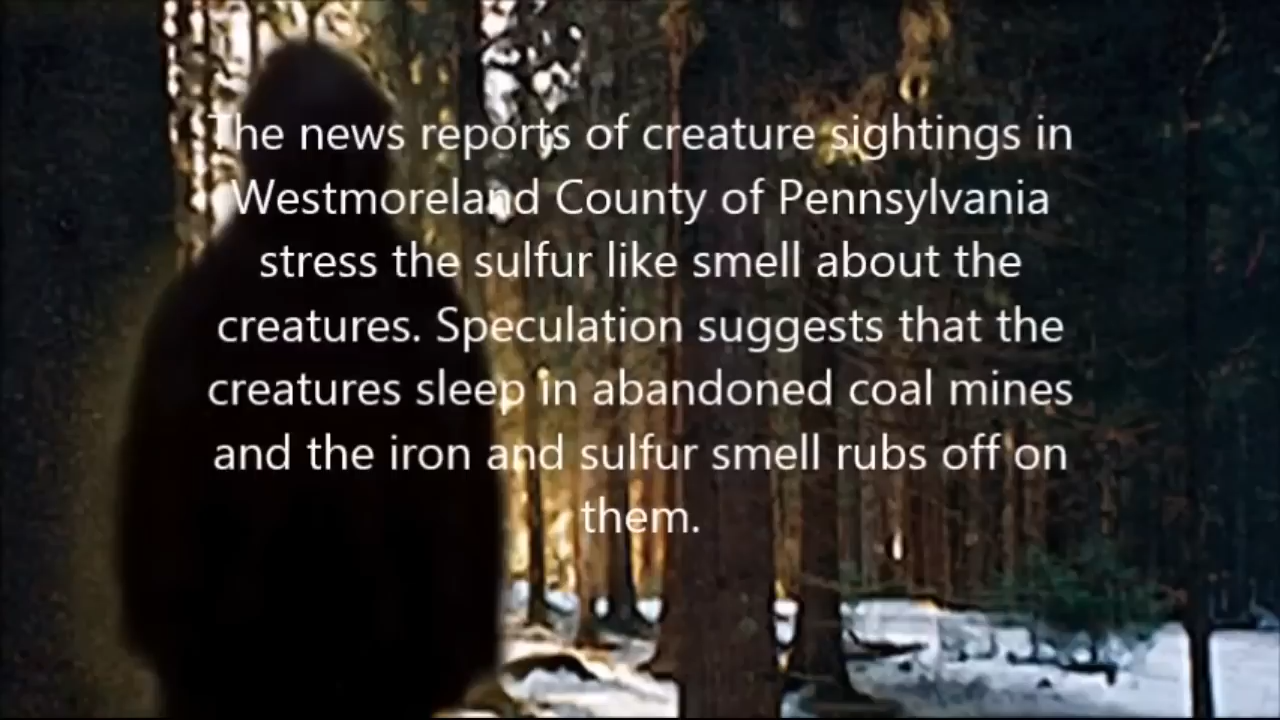 The news reports of creature sightings in
Westmoreland County of Pennsylvania
stress the sulfur like smell about the
creatures. Speculation suggests that the
creatures sleep in abandoned coal mines
and the iron and sulfur smell rubs off on
them.